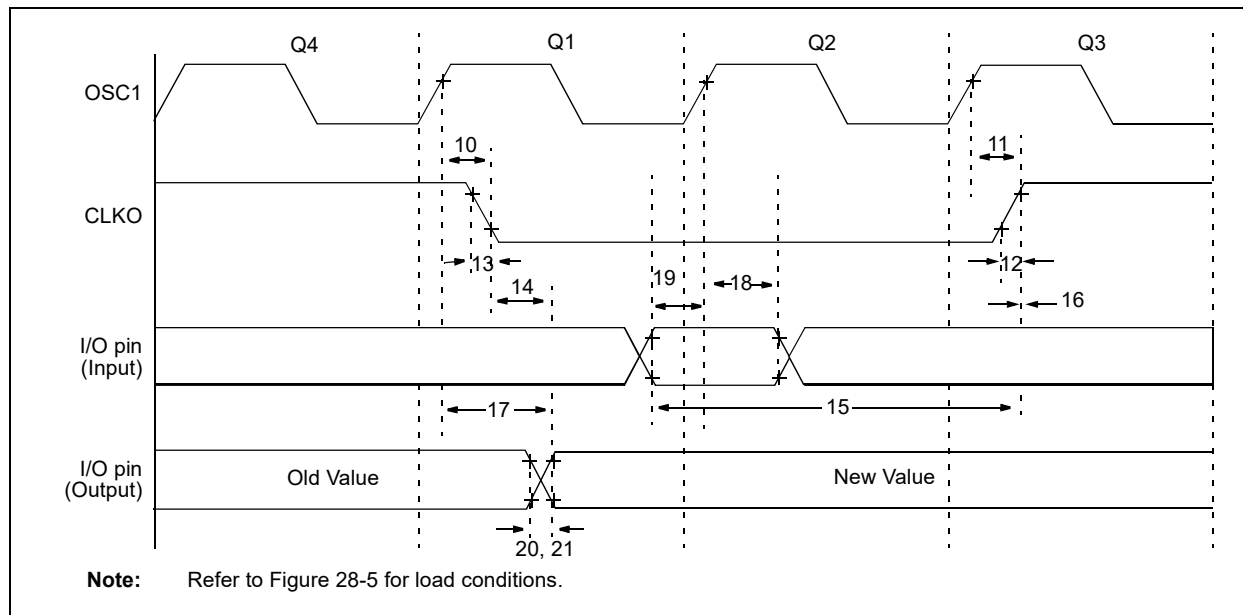 Q4 Q1 Q2 Q3
OSC1
10 11
CLKO
13 12
14 19 18 16
I/O pin
(Input)
17 15
I/O pin
(Output)
Old Value New Value
20, 21
Note: Refer to Figure 28-5 for load conditions.